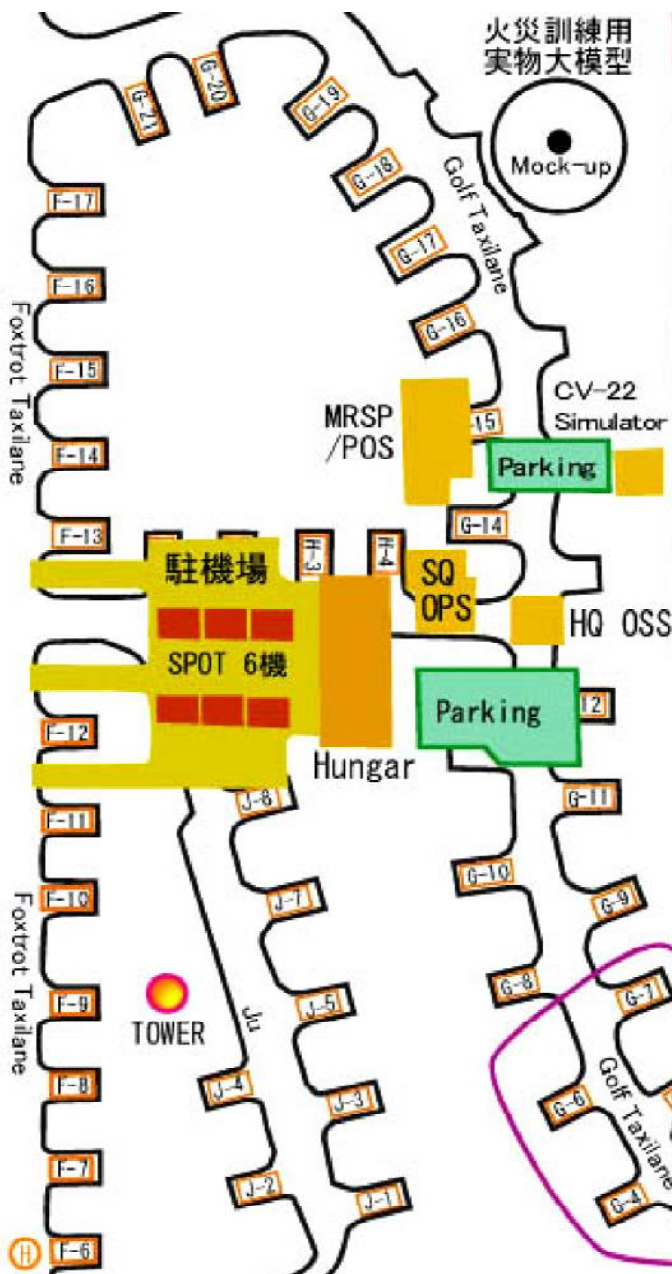 火災訓練用
実物大模型
Mock-up
G-21
G-20
G-19
G-18
G-17
G-16
Golf Taxilane
F-17
F-16
F-15
F-14
F-13
Foxtrot Taxilane
MRSP
/POS
-15
CV-22
Simulator
Parking
G-14
H-3
H-4
駐機場
SPOT 6機
SQ
OPS
HQ OSS
Parking
12
Hungar
F-12
F-11
F-10
F-9
F-8
F-7
F-6
H
Foxtrot Taxilane
TOWER
J-8
J-7
J-5
J-4
J-3
J-2
J-1
Ju
G-11
G-10
G-9
G-8
G-7
G-6
G-4
Golf Taxilane